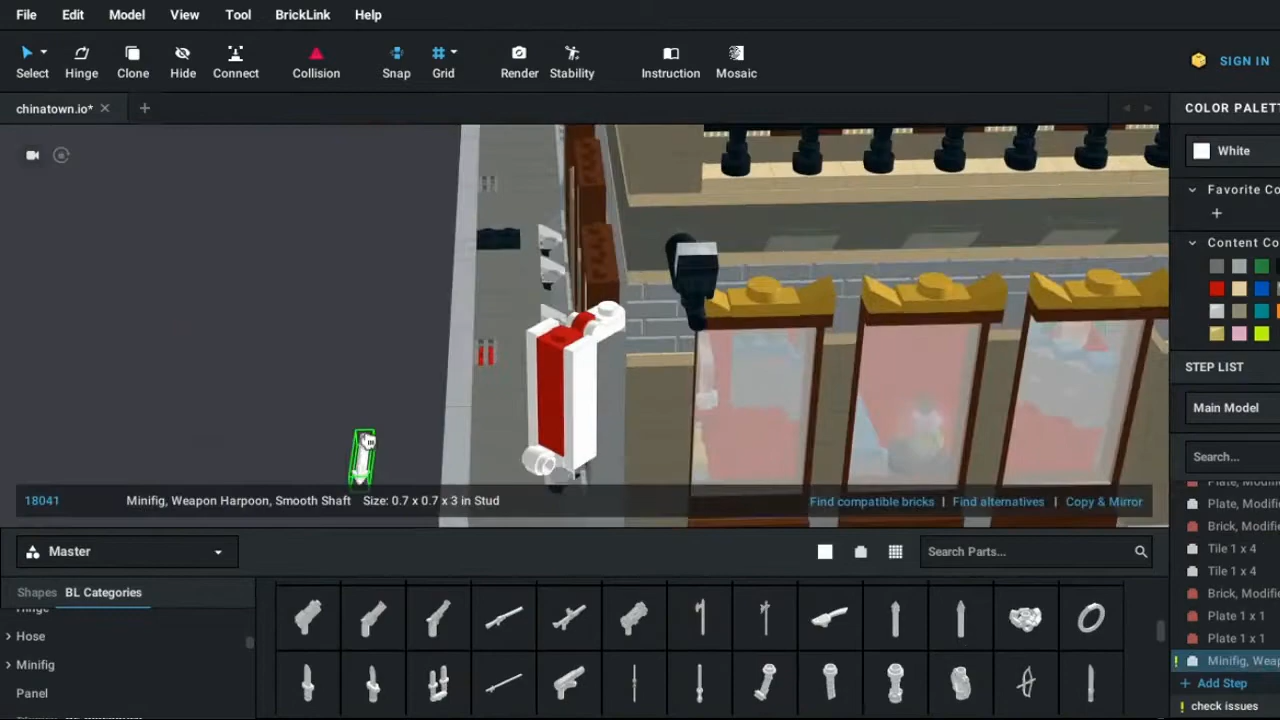 File Edit Model View Tool BrickLink Help
Select Hinge Clone Hide Connect Collision Snap Grid Render Stability Instruction Mosaic
SIGN IN
chinatown.io*
COLOR PALETT
White
Favorite Co
Content Co
STEP LIST
Main Model
Search...
Plate, Modifie
Plate, Modifie
Brick, Modifie
Tile 1 x 4
Tile 1 x 4
Brick, Modifie
Plate 1 x 1
Plate 1 x 1
Minifig, Weap
Add Step
check issues
18041 Minifig, Weapon Harpoon, Smooth Shaft Size: 0.7 x 0.7 x 3 in Stud Find compatible bricks | Find alternatives | Copy & Mirror
Master
Search Parts...
Shapes BL Categories
Hinge
Hose
Minifig
Panel